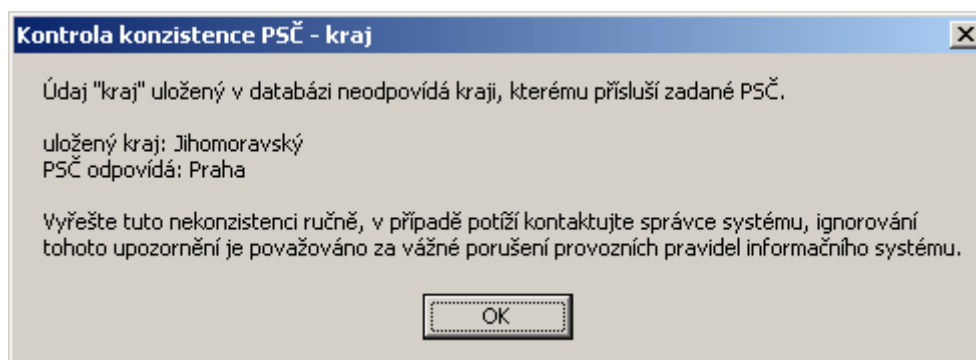 Kontrola konzistence PSČ - kraj
Údaj "kraj" uložený v databázi neodpovídá kraji, kterému přísluší zadané PSČ.
uložený kraj: Jihomoravský
PSČ odpovídá: Praha
Vyřešte tuto nekonzistenci ručně, v případě potíží kontaktujte správce systému, ignorování
tohoto upozornění je považováno za vážné porušení provozních pravidel informačního systému.
OK